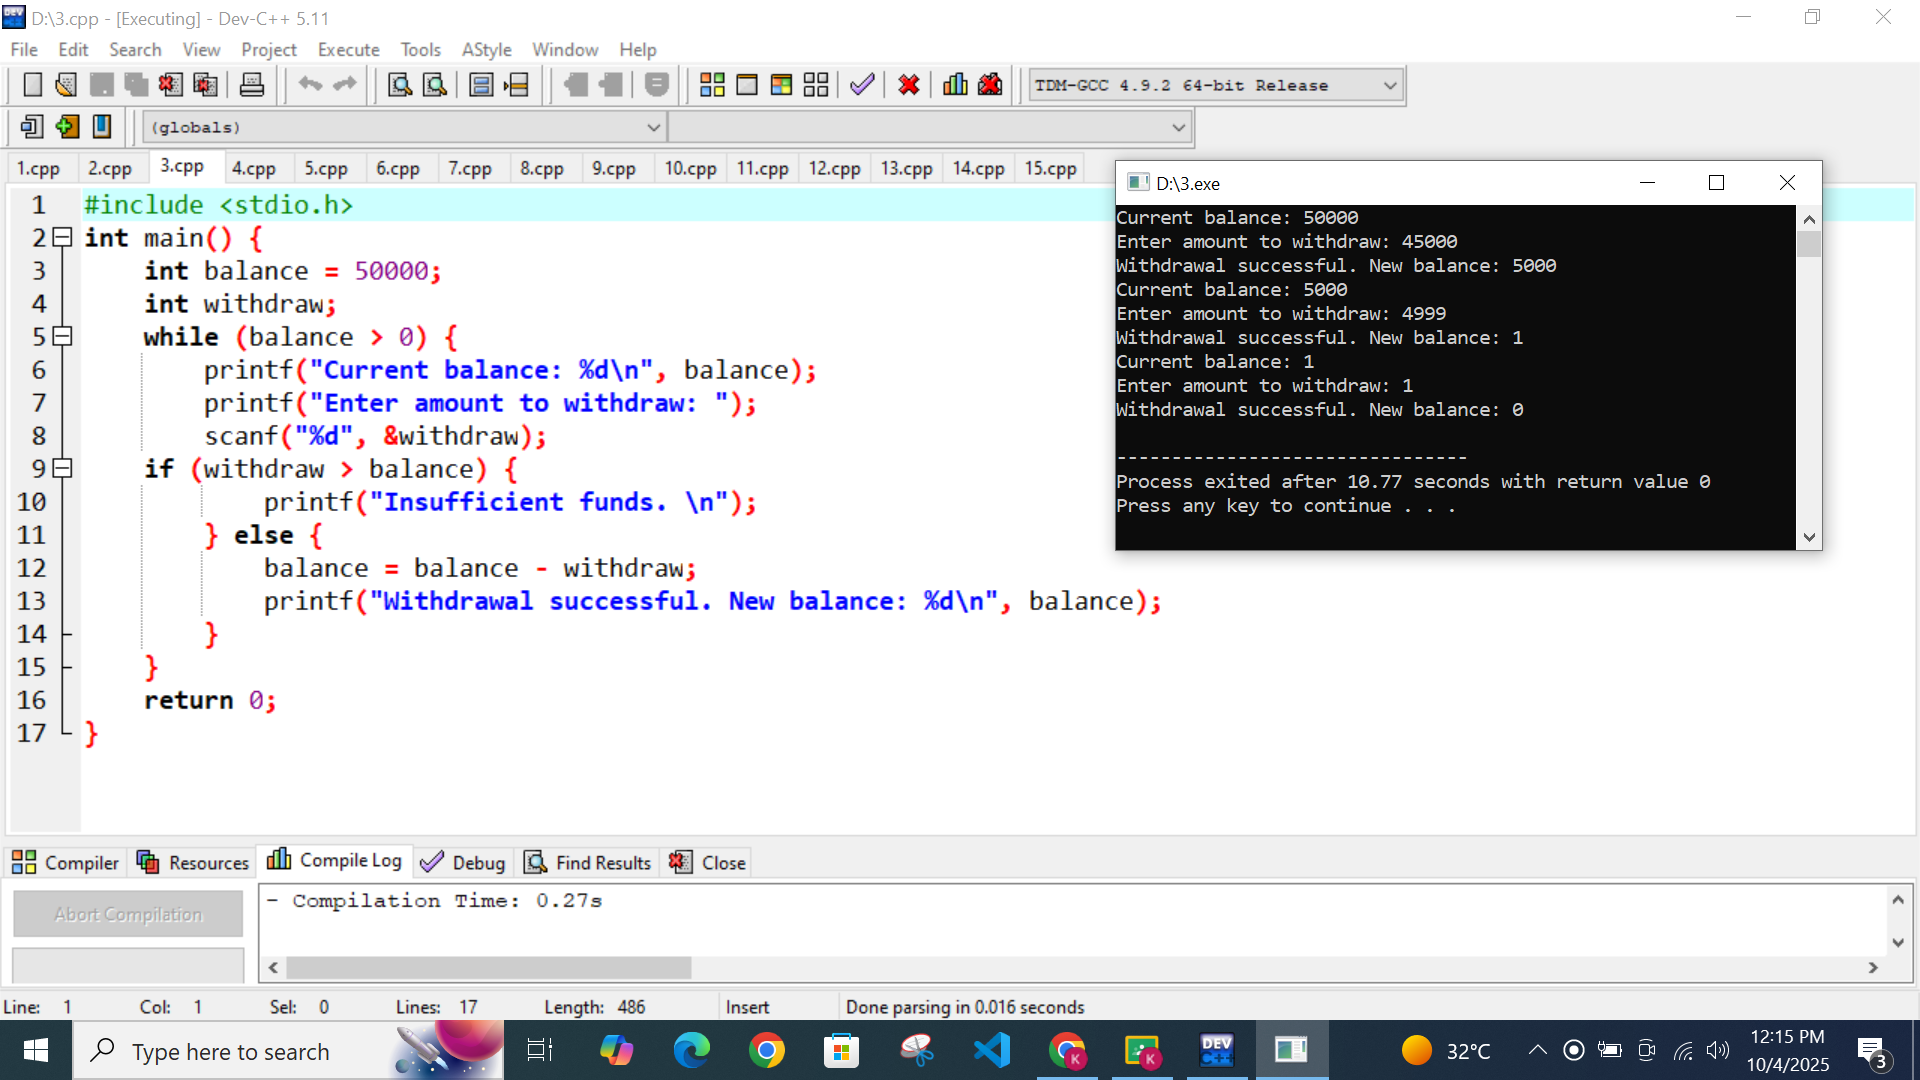 D:\3.cpp - [Executing] - Dev-C++ 5.11
File Edit Search View Project Execute Tools AStyle Window Help
TDM-GCC 4.9.2 64-bit Release
(globals)
1.cpp 2.cpp 3.cpp 4.cpp 5.cpp 6.cpp 7.cpp 8.cpp 9.cpp 10.cpp 11.cpp 12.cpp 13.cpp 14.cpp 15.cpp
1 #include <stdio.h>
2 int main() {
3     int balance = 50000;
4     int withdraw;
5     while (balance > 0) {
6         printf("Current balance: %d\n", balance);
7         printf("Enter amount to withdraw: ");
8         scanf("%d", &withdraw);
9     if (withdraw > balance) {
10             printf("Insufficient funds. \n");
11         } else {
12             balance = balance - withdraw;
13             printf("Withdrawal successful. New balance: %d\n", balance);
14         }
15     }
16     return 0;
17 }
D:\3.exe
Current balance: 50000
Enter amount to withdraw: 45000
Withdrawal successful. New balance: 5000
Current balance: 5000
Enter amount to withdraw: 4999
Withdrawal successful. New balance: 1
Current balance: 1
Enter amount to withdraw: 1
Withdrawal successful. New balance: 0
--------------------------------
Process exited after 10.77 seconds with return value 0
Press any key to continue . . .
Compiler Resources Compile Log Debug Find Results Close
Abort Compilation
- Compilation Time: 0.27s
Line: 1 Col: 1 Sel: 0 Lines: 17 Length: 486 Insert Done parsing in 0.016 seconds
Type here to search
K
K
DEV
C++
32°C
12:15 PM
10/4/2025
3